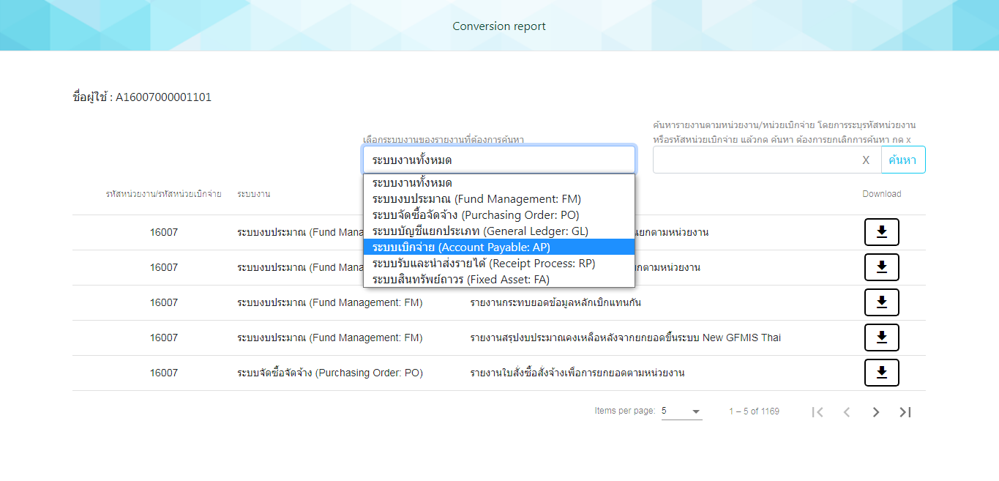 Conversion report
ชื่อผู้ใช้ : A16007000001101
เลือกระบบงานของรายงานที่ต้องการค้นหา
ค้นหารายงานตามหน่วยงาน/หน่วยเบิกจ่าย โดยการระบุรหัสหน่วยงาน
หรือรหัสหน่วยเบิกจ่าย แล้วกด ค้นหา ต้องการยกเลิกการค้นหา กด x
ระบบงานทั้งหมด
X ค้นหา
ระบบงานทั้งหมด
ระบบงบประมาณ (Fund Management: FM)
ระบบจัดซื้อจัดจ้าง (Purchasing Order: PO)
ระบบบัญชีแยกประเภท (General Ledger: GL)
ระบบเบิกจ่าย (Account Payable: AP)
ระบบรับและนำส่งรายได้ (Receipt Process: RP)
ระบบสินทรัพย์ถาวร (Fixed Asset: FA)
รหัสหน่วยงาน/รหัสหน่วยเบิกจ่าย ระบบงาน Download
16007 ระบบงบประมาณ (Fund Mana ยกตามหน่วยงาน
16007 ระบบงบประมาณ (Fund Mana ตามหน่วยงาน
16007 ระบบงบประมาณ (Fund Management: FM) รายงานกระทบยอดข้อมูลหลักเบิกแทนกัน
16007 ระบบงบประมาณ (Fund Management: FM) รายงานสรุปงบประมาณคงเหลือหลังจากยกยอดขึ้นระบบ New GFMIS Thai
16007 ระบบจัดซื้อจัดจ้าง (Purchasing Order: PO) รายงานใบสั่งซื้อสั่งจ้างเพื่อการยกยอดตามหน่วยงาน
Items per page: 5 1 – 5 of 1169